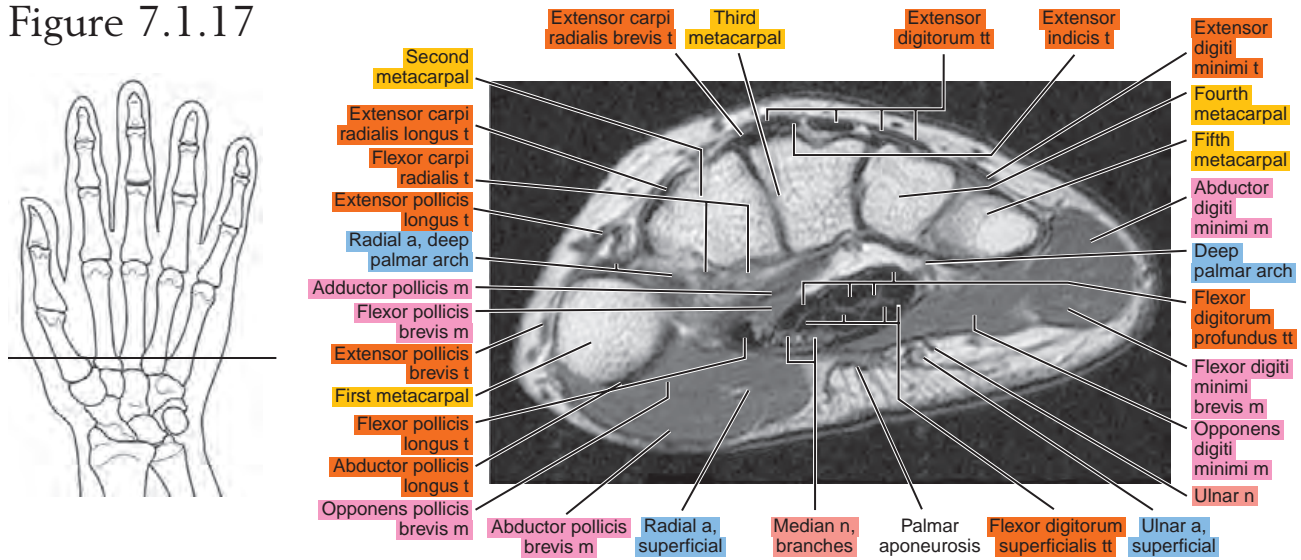 Figure 7.1.17
Extensor carpi
radialis brevis t
Third
metacarpal
Extensor
digitorum tt
Extensor
indicis t
Second
metacarpal
Extensor carpi
radialis longus t
Flexor carpi
radialis t
Extensor pollicis
longus t
Radial a, deep
palmar arch
Adductor pollicis m
Flexor pollicis
brevis m
Extensor pollicis
brevis t
First metacarpal
Flexor pollicis
longus t
Abductor pollicis
longus t
Opponens pollicis
brevis m
Extensor
digiti
minimi t
Fourth
metacarpal
Fifth
metacarpal
Abductor
digiti
minimi m
Deep
palmar arch
Flexor
digitorum
profundus tt
Flexor digiti
minimi
brevis m
Opponens
digiti
minimi m
Ulnar n
Abductor pollicis
brevis m
Radial a,
superficial
Median n,
branches
Palmar
aponeurosis
Flexor digitorum
superficialis tt
Ulnar a,
superficial